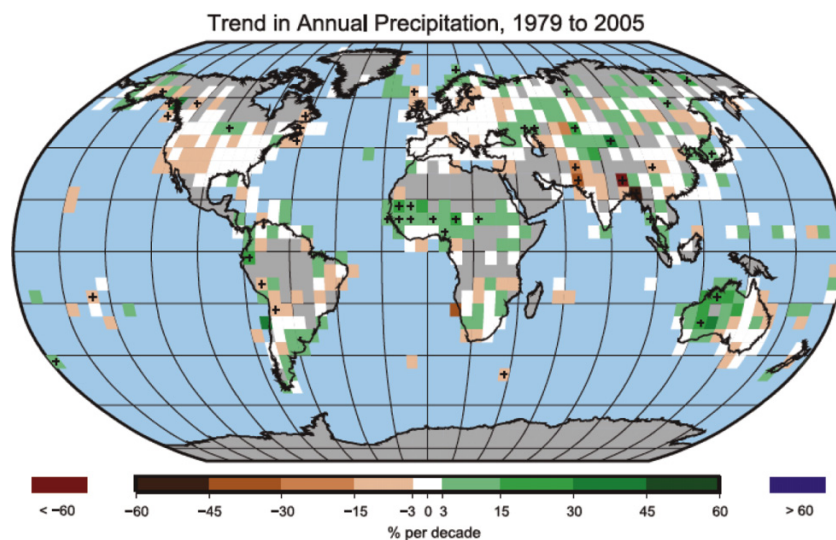 Trend in Annual Precipitation, 1979 to 2005
< −60
−60 −45 −30 −15 −3 0 3 15 30 45 60
> 60
% per decade